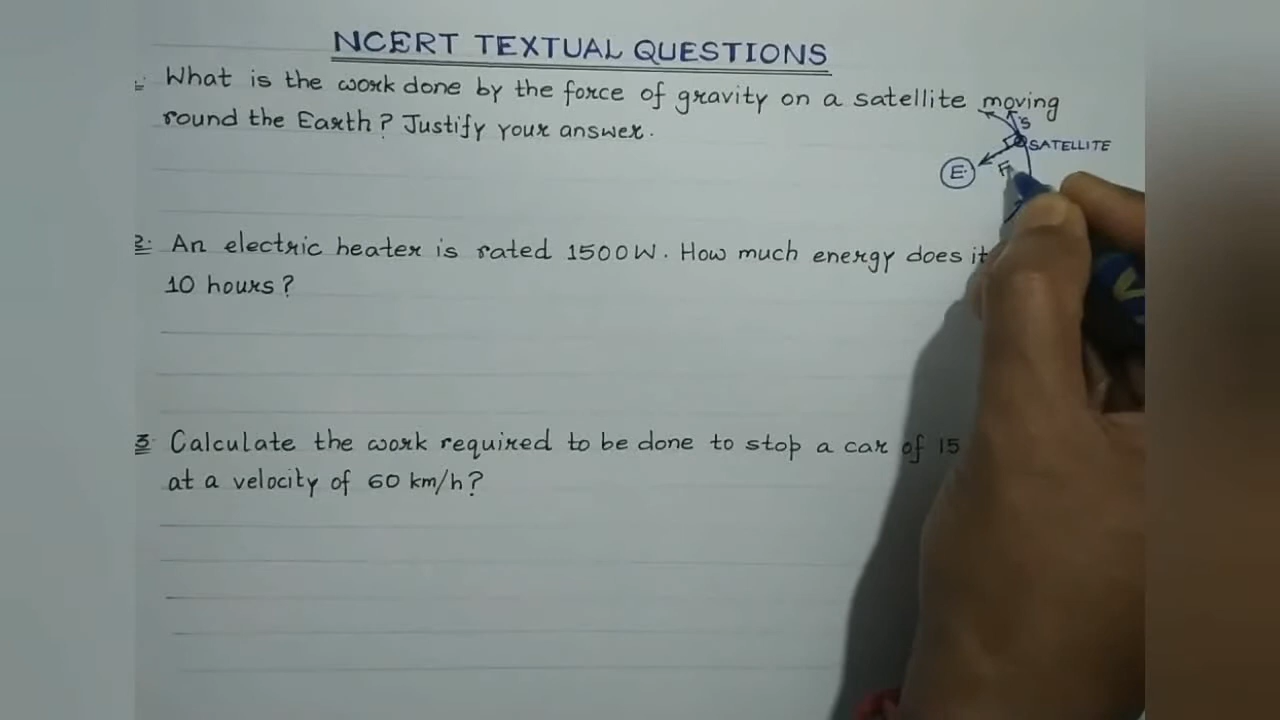 NCERT TEXTUAL QUESTIONS
What is the work done by the force of gravity on a satellite moving
round the Earth? Justify your answer.
S
SATELLITE
E
F
2. An electric heater is rated 1500W. How much energy does it
10 hours?
3. Calculate the work required to be done to stop a car of 15
at a velocity of 60 km/h?